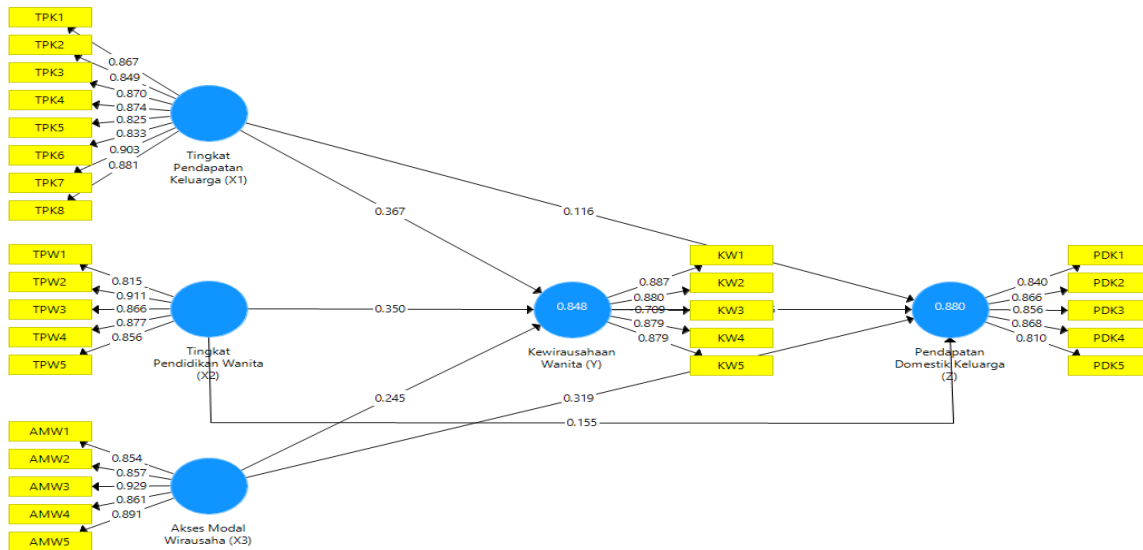 TPK1
TPK2
TPK3
TPK4
TPK5
TPK6
TPK7
TPK8
0.867
0.849
0.870
0.874
0.825
0.833
0.903
0.881
Tingkat
Pendapatan
Keluarga (X1)
0.367
0.116
TPW1
TPW2
TPW3
TPW4
TPW5
0.815
0.911
0.866
0.877
0.856
Tingkat
Pendidikan Wanita
(X2)
0.350
0.848
Kewirausahaan
Wanita (Y)
0.887
0.880
0.709
0.879
0.879
KW1
KW2
KW3
KW4
KW5
0.880
Pendapatan
Domestik Keluarga
(Z)
0.840
0.866
0.856
0.868
0.810
PDK1
PDK2
PDK3
PDK4
PDK5
0.245
0.319
0.155
AMW1
AMW2
AMW3
AMW4
AMW5
0.854
0.857
0.929
0.861
0.891
Akses Modal
Wirausaha (X3)